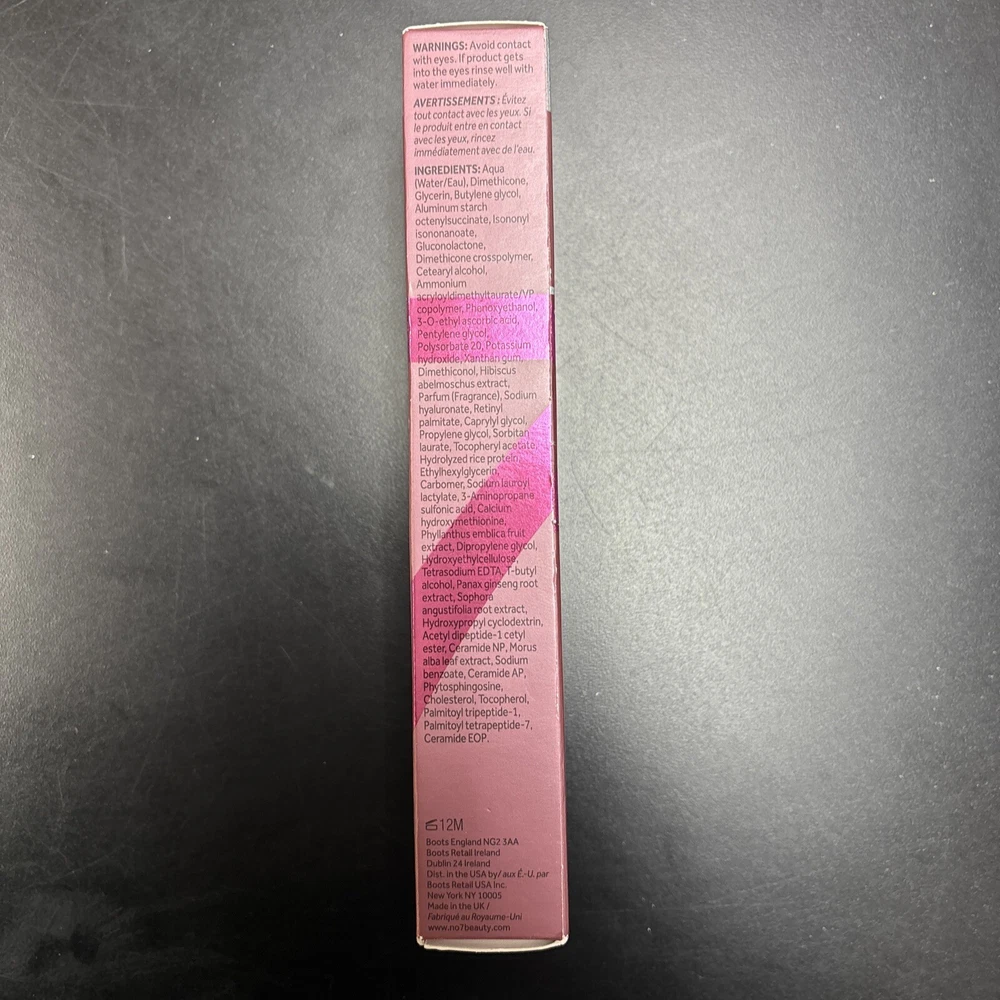 WARNINGS: Avoid contact
with eyes. If product gets
into the eyes rinse well with
water immediately.
AVERTISSEMENTS : Évitez
tout contact avec les yeux. Si
le produit entre en contact
avec les yeux, rincez
immédiatement avec de l'eau.
INGREDIENTS: Aqua
(Water/Eau), Dimethicone,
Glycerin, Butylene glycol,
Aluminum starch
octenylsuccinate, Isononyl
isononanoate,
Gluconolactone,
Dimethicone crosspolymer,
Cetearyl alcohol,
Ammonium
acryloyldimethyltaurate/VP
copolymer, Phenoxyethanol,
3-O-ethyl ascorbic acid,
Pentylene glycol,
Polysorbate 20, Potassium
hydroxide, Xanthan gum,
Dimethiconol, Hibiscus
abelmoschus extract,
Parfum (Fragrance), Sodium
hyaluronate, Retinyl
palmitate, Caprylyl glycol,
Propylene glycol, Sorbitan
laurate, Tocopheryl acetate,
Hydrolyzed rice protein,
Ethylhexylglycerin,
Carbomer, Sodium lauroyl
lactylate, 3-Aminopropane
sulfonic acid, Calcium
hydroxymethionine,
Phyllanthus emblica fruit
extract, Dipropylene glycol,
Hydroxyethylcellulose,
Tetrasodium EDTA, T-butyl
alcohol, Panax ginseng root
extract, Sophora
angustifolia root extract,
Hydroxypropyl cyclodextrin,
Acetyl dipeptide-1 cetyl
ester, Ceramide NP, Morus
alba leaf extract, Sodium
benzoate, Ceramide AP,
Phytosphingosine,
Cholesterol, Tocopherol,
Palmitoyl tripeptide-1,
Palmitoyl tetrapeptide-7,
Ceramide EOP.
12M
Boots England NG2 3AA
Boots Retail Ireland
Dublin 24 Ireland
Dist. in the USA by/ aux É.-U. par
Boots Retail USA Inc.
New York NY 10005
Made in the UK /
Fabriqué au Royaume-Uni
www.no7beauty.com